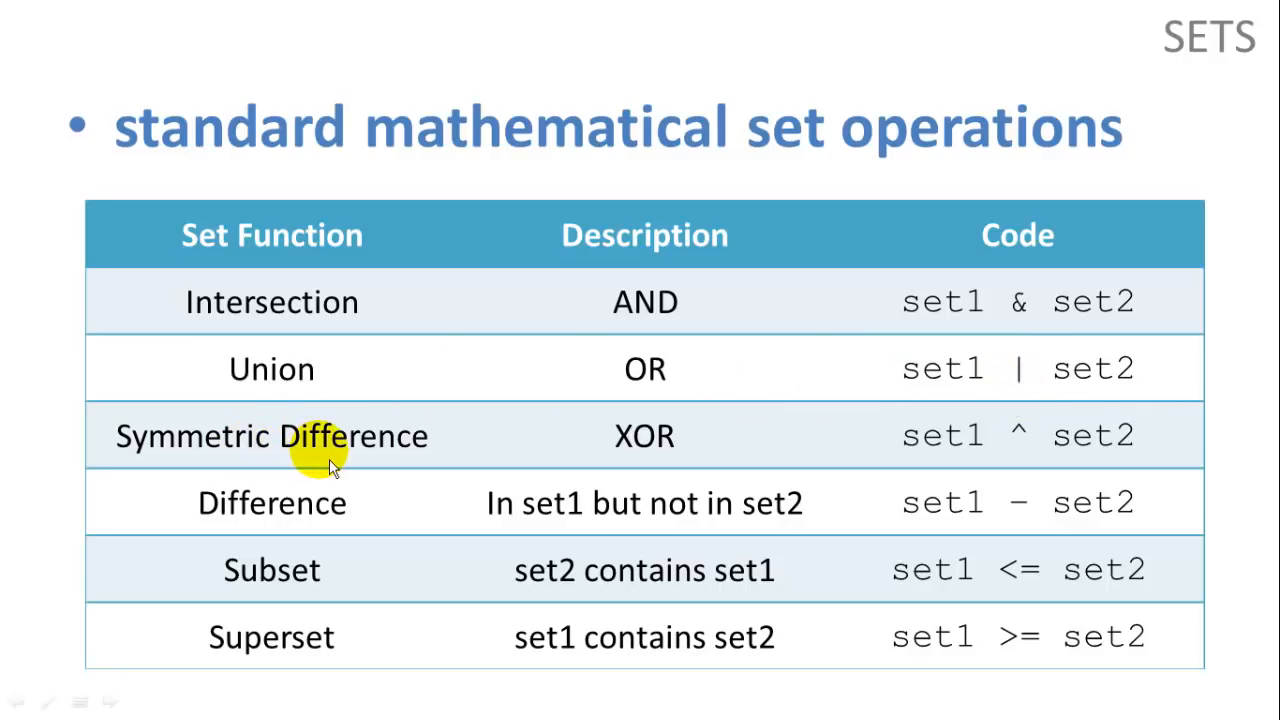 SETS
• standard mathematical set operations
Set Function Description Code
Intersection AND set1 & set2
Union OR set1 | set2
Symmetric Difference XOR set1 ^ set2
Difference In set1 but not in set2 set1 – set2
Subset set2 contains set1 set1 <= set2
Superset set1 contains set2 set1 >= set2